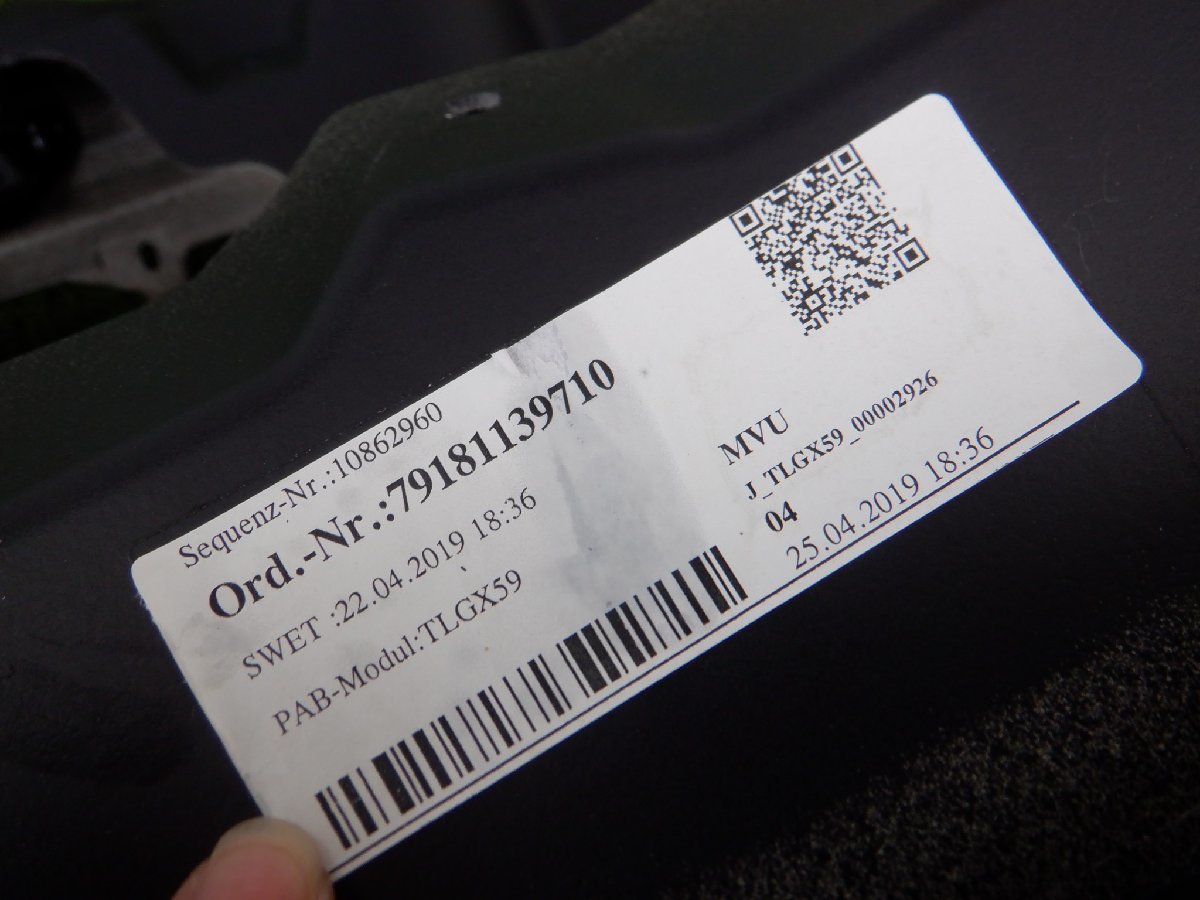 Sequenz-Nr.:10862960
Ord.-Nr.:79181139710
SWET :22.04.2019 18:36
PAB-Modul:TLGX59
MVU
J_TLGX59_00002926
04
25.04.2019 18:36